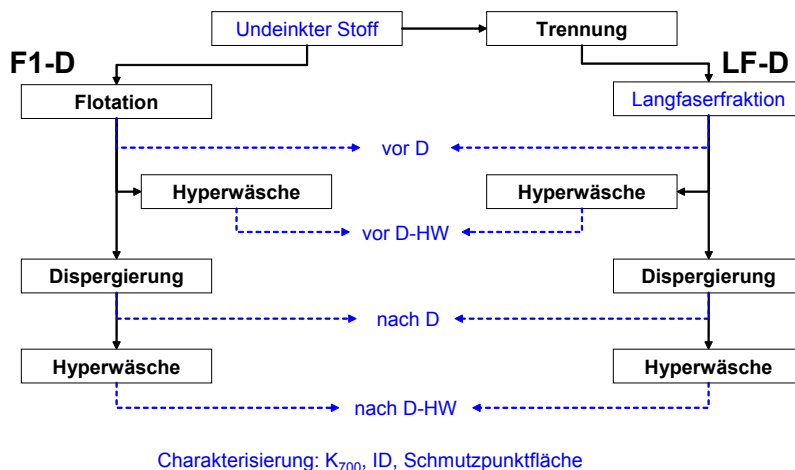 Undeinkter Stoff
Trennung
F1-D
LF-D
Flotation
Langfaserfraktion
vor D
Hyperwäsche
Hyperwäsche
vor D-HW
Dispergierung
Dispergierung
nach D
Hyperwäsche
Hyperwäsche
nach D-HW
Charakterisierung: K₇₀₀, ID, Schmutzpunktfläche